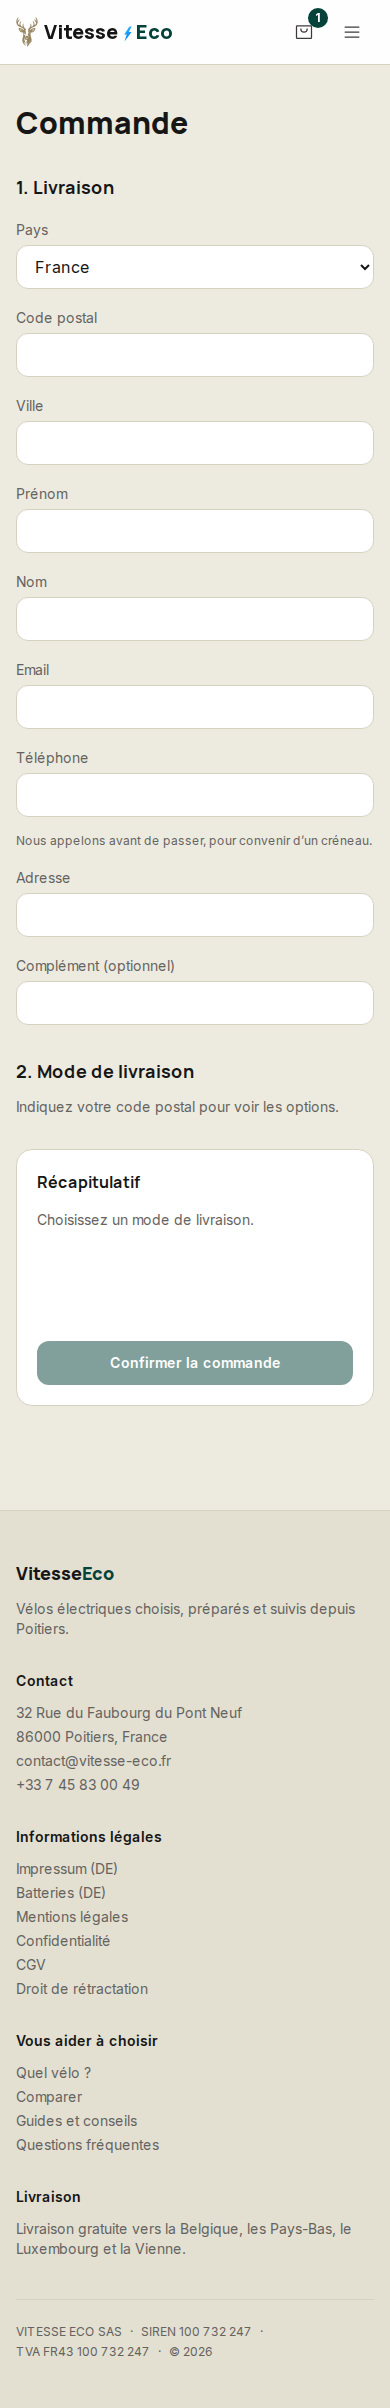 Vitesse Eco
1
Commande
1. Livraison
Pays
France
Code postal
Ville
Prénom
Nom
Email
Téléphone
Nous appelons avant de passer, pour convenir d’un créneau.
Adresse
Complément (optionnel)
2. Mode de livraison
Indiquez votre code postal pour voir les options.
Récapitulatif
Choisissez un mode de livraison.
Confirmer la commande
VitesseEco
Vélos électriques choisis, préparés et suivis depuis
Poitiers.
Contact
32 Rue du Faubourg du Pont Neuf
86000 Poitiers, France
contact@vitesse-eco.fr
+33 7 45 83 00 49
Informations légales
Impressum (DE)
Batteries (DE)
Mentions légales
Confidentialité
CGV
Droit de rétractation
Vous aider à choisir
Quel vélo ?
Comparer
Guides et conseils
Questions fréquentes
Livraison
Livraison gratuite vers la Belgique, les Pays-Bas, le
Luxembourg et la Vienne.
VITESSE ECO SAS · SIREN 100 732 247 ·
TVA FR43 100 732 247 · © 2026